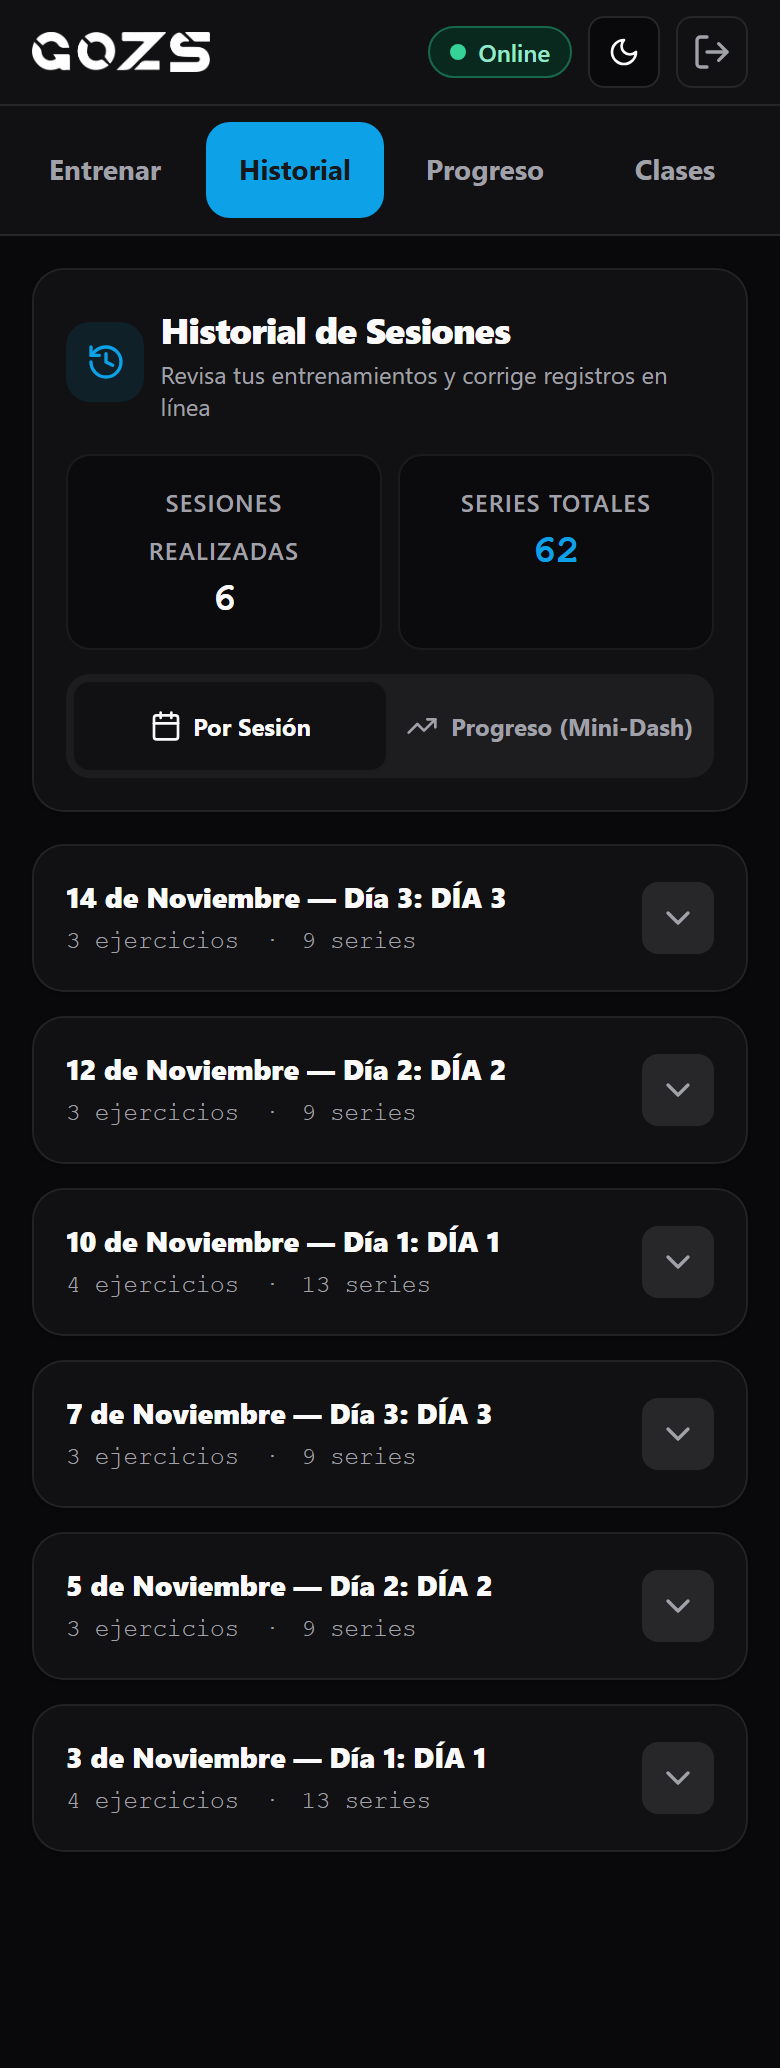 GOZS
Online
Entrenar
Historial
Progreso
Clases
Historial de Sesiones
Revisa tus entrenamientos y corrige registros en
línea
SESIONES
REALIZADAS
6
SERIES TOTALES
62
Por Sesión
Progreso (Mini-Dash)
14 de Noviembre — Día 3: DÍA 3
3 ejercicios · 9 series
12 de Noviembre — Día 2: DÍA 2
3 ejercicios · 9 series
10 de Noviembre — Día 1: DÍA 1
4 ejercicios · 13 series
7 de Noviembre — Día 3: DÍA 3
3 ejercicios · 9 series
5 de Noviembre — Día 2: DÍA 2
3 ejercicios · 9 series
3 de Noviembre — Día 1: DÍA 1
4 ejercicios · 13 series